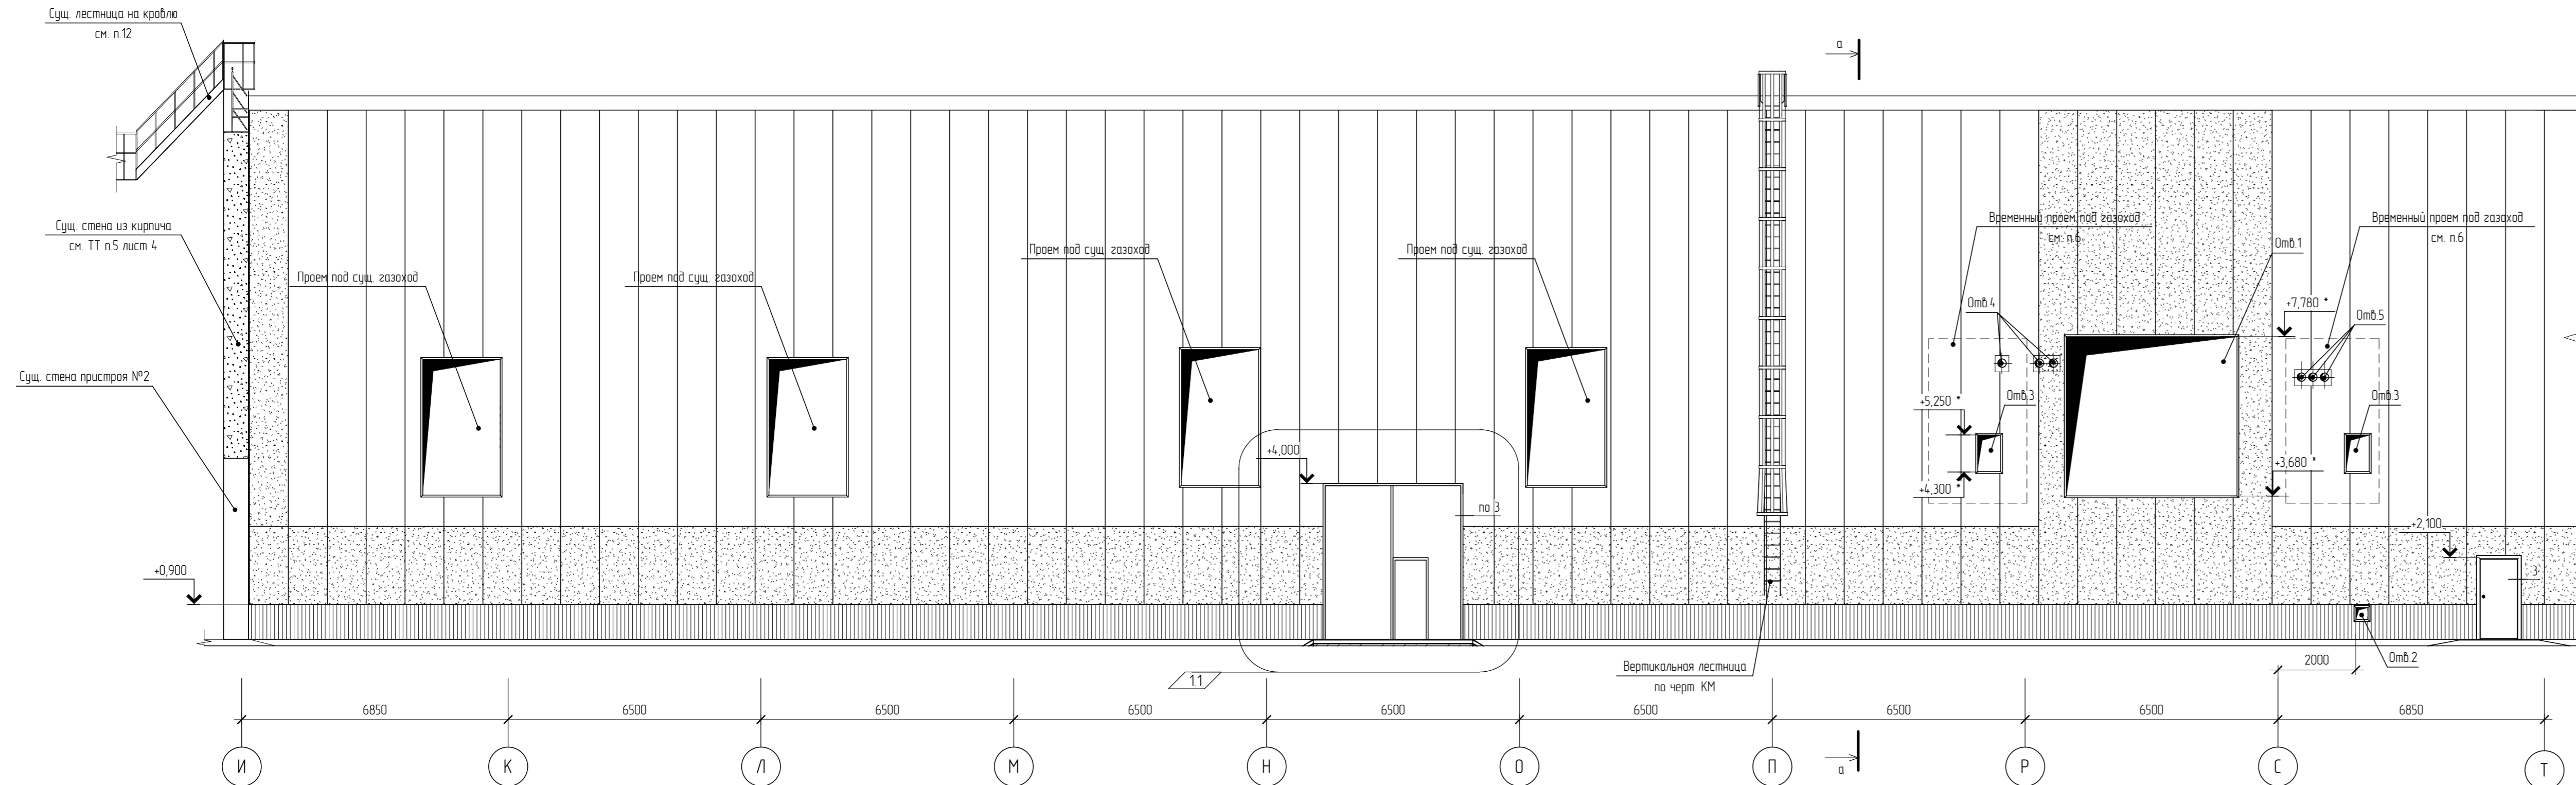 Сущ. лестница на кровлю
см. п.12
а
Сущ. стена из кирпича
см. ТТ п.5 лист 4
Временный проем под газоход
см. п.6
Временный проем под газоход
см. п.6
Проем под сущ. газоход
Проем под сущ. газоход
Проем под сущ. газоход
Проем под сущ. газоход
Отв.1
Отв.4
+7,780 *
Отв.5
Сущ. стена пристроя №2
+5,250 *
Отв.3
Отв.3
+4,000
+3,680 *
+4,300 *
по 3
+2,100
+0,900
3
Вертикальная лестница
по черт. КМ
2000
Отв.2
1.1
6850
6500
6500
6500
6500
6500
6500
6500
6850
а
И
К
Л
М
Н
О
П
Р
С
Т